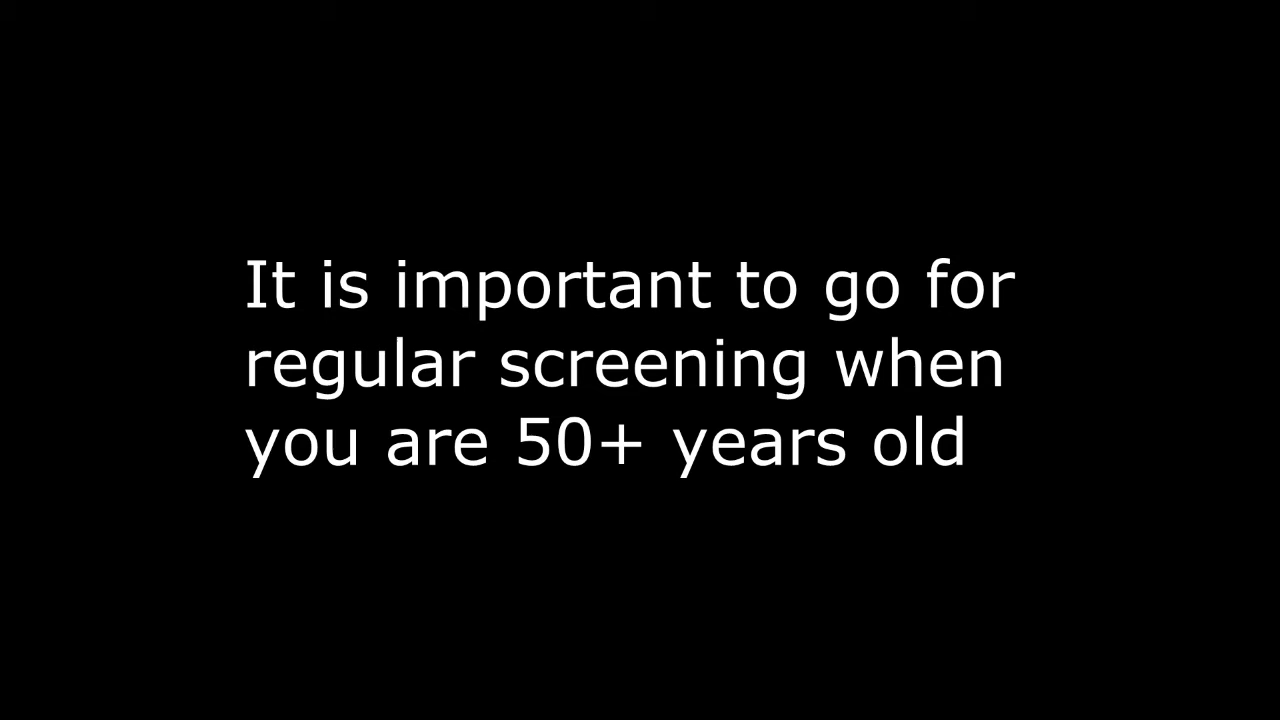 It is important to go for
regular screening when
you are 50+ years old